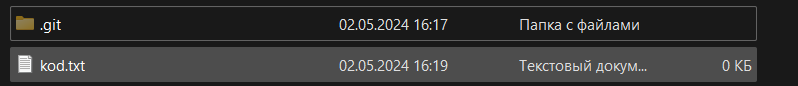 .git 02.05.2024 16:17 Папка с файлами
kod.txt 02.05.2024 16:19 Текстовый докум... 0 КБ